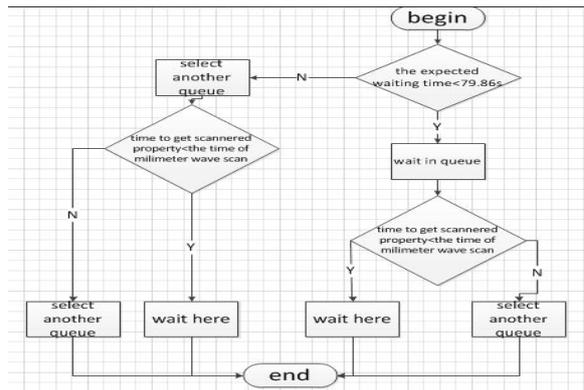 begin
the expected
waiting time<79.86s
N
select
another
queue
Y
time to get scannered
property<the time of
milimeter wave scan
wait in queue
time to get scannered
property<the time of
milimeter wave scan
N
Y
Y
N
select
another
queue
wait here
wait here
select
another
queue
end